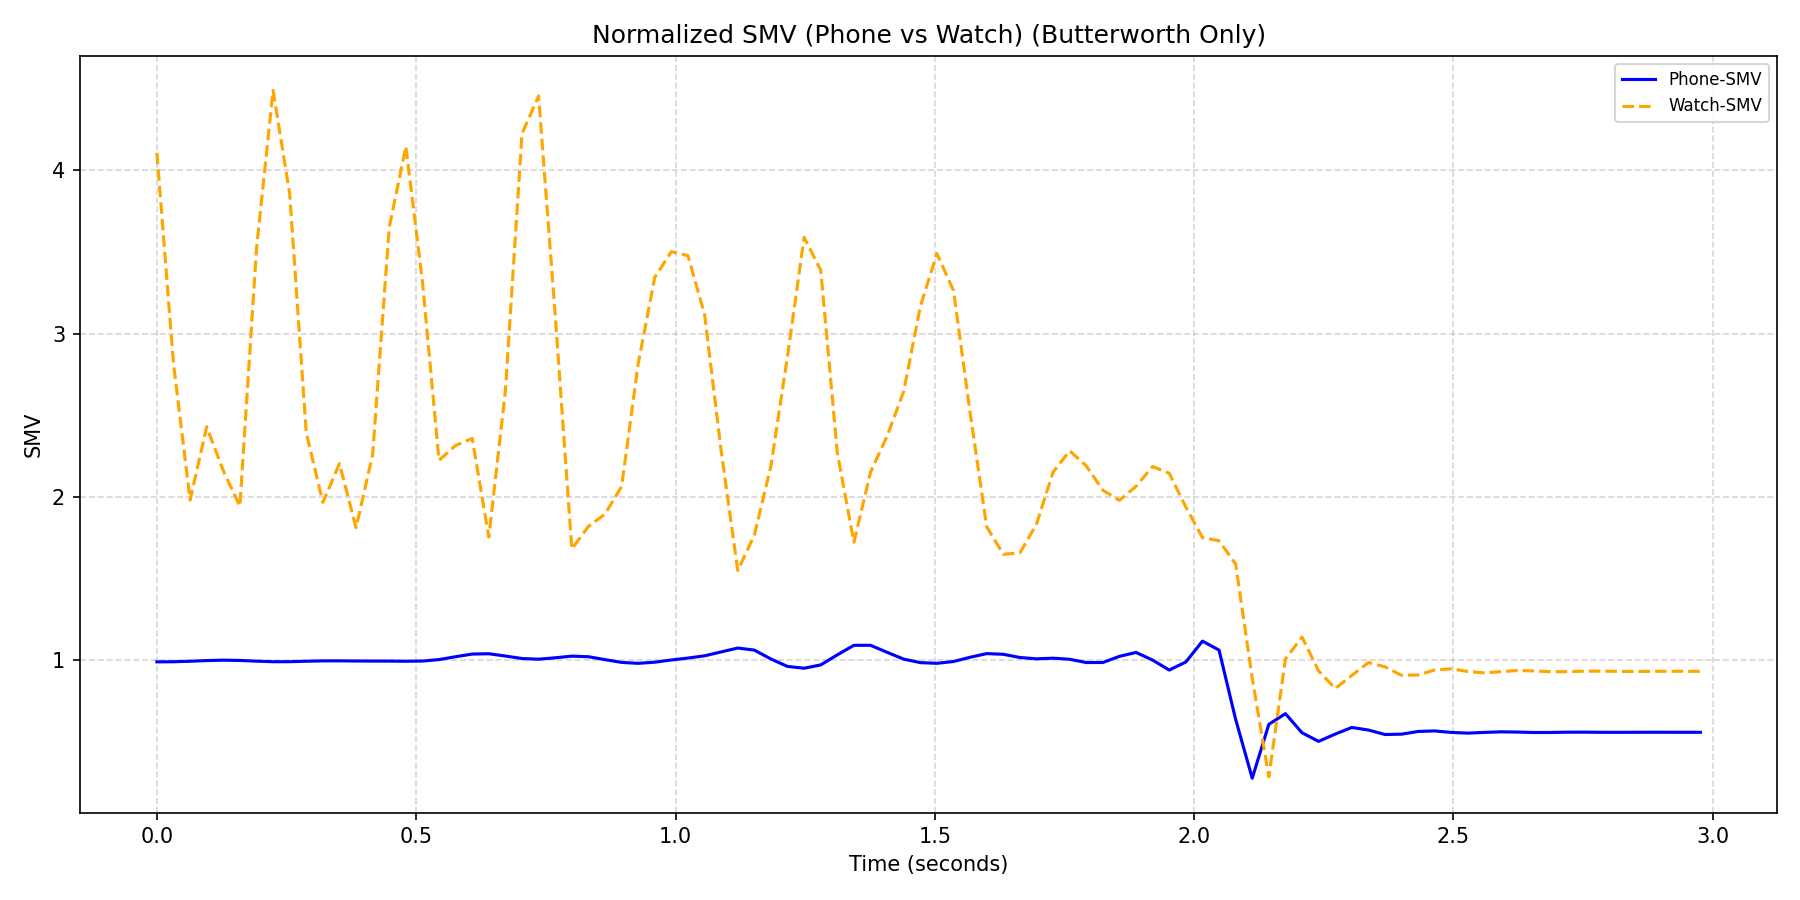 Normalized SMV (Phone vs Watch) (Butterworth Only)
Phone-SMV
Watch-SMV
SMV
4
3
2
1
0.0 0.5 1.0 1.5 2.0 2.5 3.0
Time (seconds)